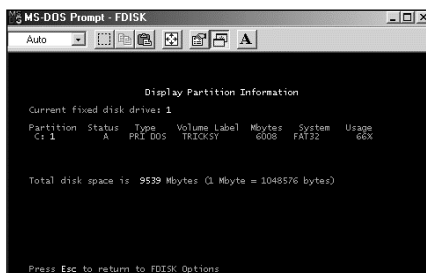 MS-DOS Prompt - FDISK
Auto
A
Display Partition Information
Current fixed disk drive: 1
Partition Status Type Volume Label Mbytes System Usage
C: 1 A PRI DOS TRICKSY 6008 FAT32 66%
Total disk space is 9539 Mbytes (1 Mbyte = 1048576 bytes)
Press Esc to return to FDISK Options